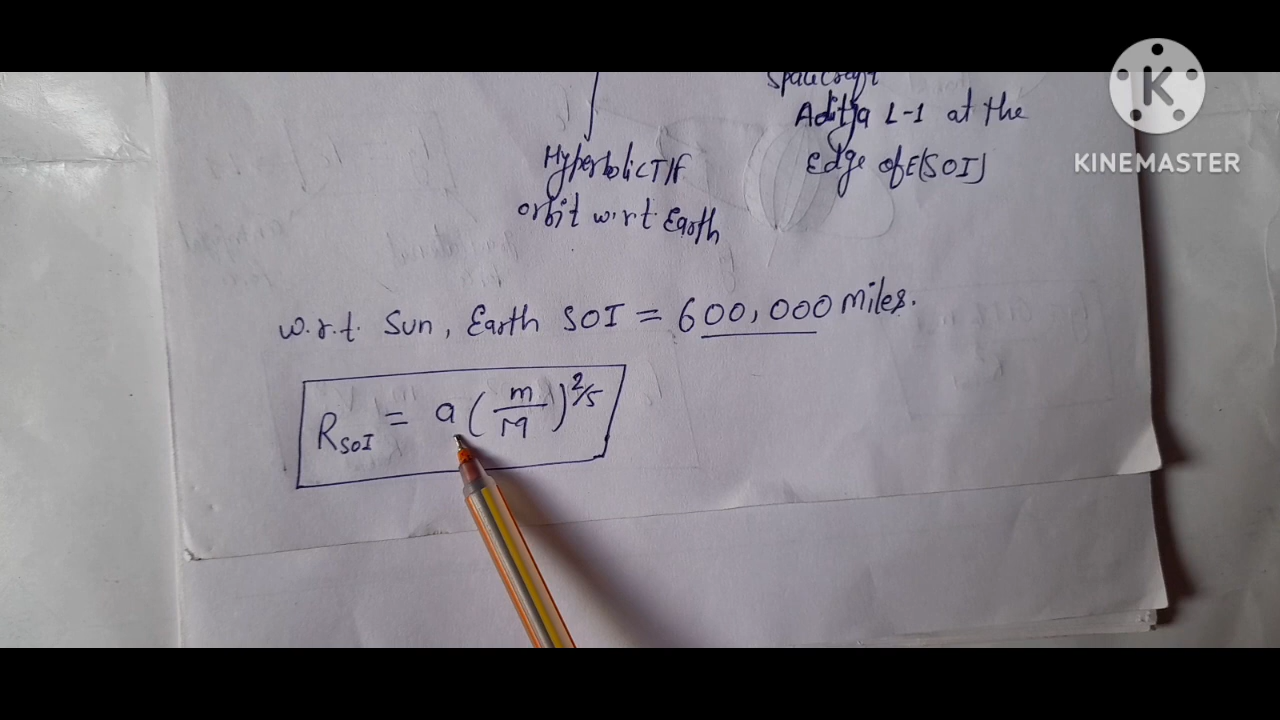 spacecraft
Aditya L-1 at the
Edge of E(SOI)
Hyperbolic T/f
orbit w.r.t. Earth
w.r.t. Sun, Earth SOI = 600,000 miles.
R_SOI = a (m/M)^2/5
K
KINEMASTER